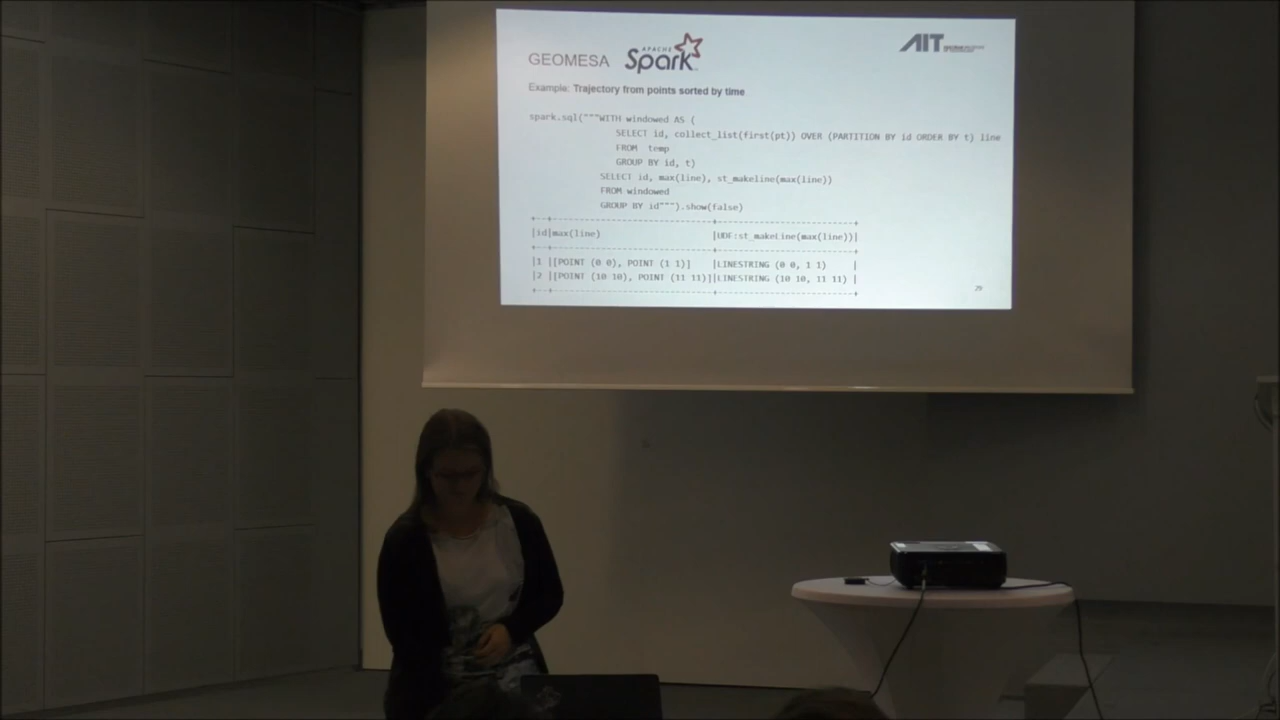 GEOMESA
APACHE
Spark
AIT
Example: Trajectory from points sorted by time
spark.sql("""WITH windowed AS (
SELECT id, collect_list(first(pt)) OVER (PARTITION BY id ORDER BY t) line
FROM temp
GROUP BY id, t)
SELECT id, max(line), st_makeline(max(line))
FROM windowed
GROUP BY id""").show(false)
|id|max(line) |UDF:st_makeLine(max(line))|
|1 |[POINT (0 0), POINT (1 1)] |LINESTRING (0 0, 1 1) |
|2 |[POINT (10 10), POINT (11 11)]|LINESTRING (10 10, 11 11) |
29